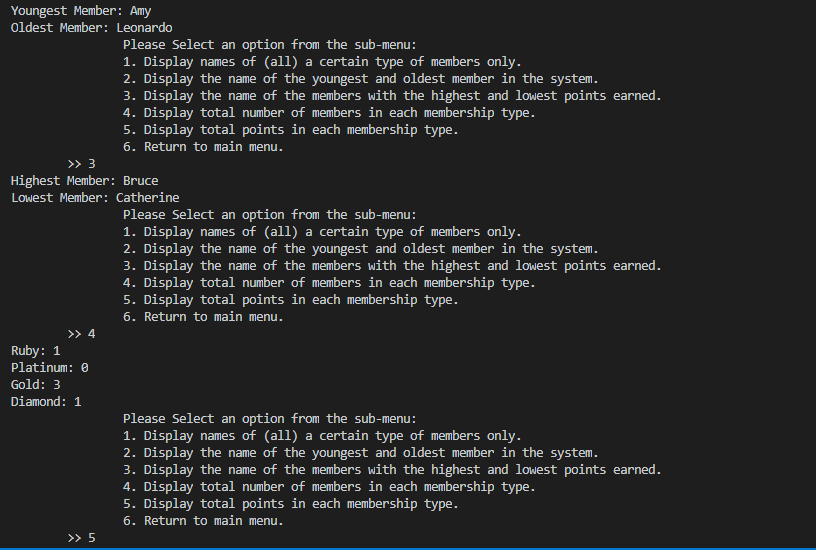 Youngest Member: Amy
Oldest Member: Leonardo
Please Select an option from the sub-menu:
1. Display names of (all) a certain type of members only.
2. Display the name of the youngest and oldest member in the system.
3. Display the name of the members with the highest and lowest points earned.
4. Display total number of members in each membership type.
5. Display total points in each membership type.
6. Return to main menu.
>> 3
Highest Member: Bruce
Lowest Member: Catherine
Please Select an option from the sub-menu:
1. Display names of (all) a certain type of members only.
2. Display the name of the youngest and oldest member in the system.
3. Display the name of the members with the highest and lowest points earned.
4. Display total number of members in each membership type.
5. Display total points in each membership type.
6. Return to main menu.
>> 4
Ruby: 1
Platinum: 0
Gold: 3
Diamond: 1
Please Select an option from the sub-menu:
1. Display names of (all) a certain type of members only.
2. Display the name of the youngest and oldest member in the system.
3. Display the name of the members with the highest and lowest points earned.
4. Display total number of members in each membership type.
5. Display total points in each membership type.
6. Return to main menu.
>> 5